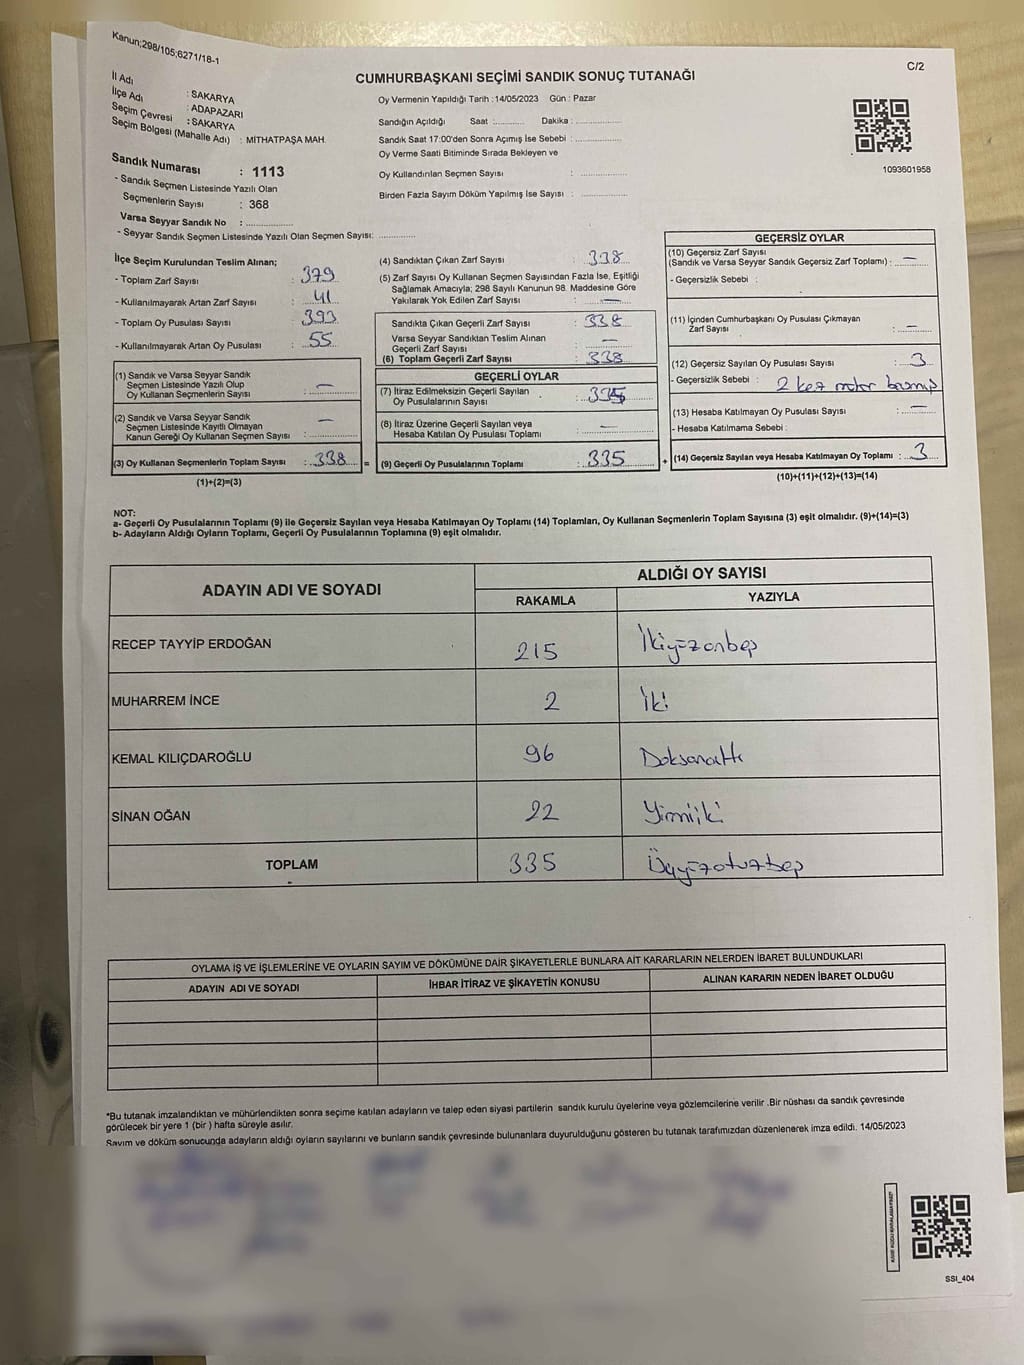 Kanun;298/105;6271/18-1
C/2
CUMHURBAŞKANI SEÇİMİ SANDIK SONUÇ TUTANAĞI
İl Adı : SAKARYA
İlçe Adı : ADAPAZARI
Seçim Çevresi : SAKARYA
Seçim Bölgesi (Mahalle Adı) : MİTHATPAŞA MAH.
Sandık Numarası : 1113
- Sandık Seçmen Listesinde Yazılı Olan
Seçmenlerin Sayısı : 368
Varsa Seyyar Sandık No : ..................
- Seyyar Sandık Seçmen Listesinde Yazılı Olan Seçmen Sayısı: ..............
Oy Vermenin Yapıldığı Tarih : 14/05/2023 Gün : Pazar
Sandığın Açıldığı Saat : ............ Dakika : ................
Sandık Saat 17:00'den Sonra Açımış İse Sebebi : ................
Oy Verme Saati Bitiminde Sırada Bekleyen ve
Oy Kullandırılan Seçmen Sayısı : ................
Birden Fazla Sayım Döküm Yapılmış İse Sayısı : ................
1093601958
İlçe Seçim Kurulundan Teslim Alınan;
- Toplam Zarf Sayısı : 379
- Kullanılmayarak Artan Zarf Sayısı : 41
- Toplam Oy Pusulası Sayısı : 393
- Kullanılmayarak Artan Oy Pusulası : 55
(1) Sandık ve Varsa Seyyar Sandık
Seçmen Listesinde Yazılı Olup
Oy Kullanan Seçmenlerin Sayısı : —
(2) Sandık ve Varsa Seyyar Sandık
Seçmen Listesinde Kayıtlı Olmayan
Kanun Gereği Oy Kullanan Seçmen Sayısı : —
(3) Oy Kullanan Seçmenlerin Toplam Sayısı : 338 =
(1)+(2)=(3)
(4) Sandıktan Çıkan Zarf Sayısı : 338
(5) Zarf Sayısı Oy Kullanan Seçmen Sayısından Fazla İse, Eşitliği
Sağlamak Amacıyla; 298 Sayılı Kanunun 98. Maddesine Göre
Yakılarak Yok Edilen Zarf Sayısı : —
Sandıkta Çıkan Geçerli Zarf Sayısı : 338
Varsa Seyyar Sandıktan Teslim Alınan
Geçerli Zarf Sayısı : —
(6) Toplam Geçerli Zarf Sayısı : 338
GEÇERLİ OYLAR
(7) İtiraz Edilmeksizin Geçerli Sayılan
Oy Pusulalarının Sayısı : 335
(8) İtiraz Üzerine Geçerli Sayılan veya
Hesaba Katılan Oy Pusulası Toplamı : —
(9) Geçerli Oy Pusulalarının Toplamı : 335 +
GEÇERSİZ OYLAR
(10) Geçersiz Zarf Sayısı
(Sandık ve Varsa Seyyar Sandık Geçersiz Zarf Toplamı) : —
- Geçersizlik Sebebi :
(11) İçinden Cumhurbaşkanı Oy Pusulası Çıkmayan
Zarf Sayısı : —
(12) Geçersiz Sayılan Oy Pusulası Sayısı : 3
- Geçersizlik Sebebi : 2 kez
(13) Hesaba Katılmayan Oy Pusulası Sayısı : —
- Hesaba Katılmama Sebebi :
(14) Geçersiz Sayılan veya Hesaba Katılmayan Oy Toplamı : 3
(10)+(11)+(12)+(13)=(14)
NOT:
a- Geçerli Oy Pusulalarının Toplamı (9) ile Geçersiz Sayılan veya Hesaba Katılmayan Oy Toplamı (14) Toplamları, Oy Kullanan Seçmenlerin Toplam Sayısına (3) eşit olmalıdır. (9)+(14)=(3)
b- Adayların Aldığı Oyların Toplamı, Geçerli Oy Pusulalarının Toplamına (9) eşit olmalıdır.
ADAYIN ADI VE SOYADI ALDIĞI OY SAYISI
RAKAMLA YAZIYLA
RECEP TAYYİP ERDOĞAN 215 İkiyüzonbeş
MUHARREM İNCE 2 İki
KEMAL KILIÇDAROĞLU 96 Doksanaltı
SİNAN OĞAN 22 Yirmiiki
TOPLAM 335 Üçyüzotuzbeş
OYLAMA İŞ VE İŞLEMLERİNE VE OYLARIN SAYIM VE DÖKÜMÜNE DAİR ŞİKAYETLERLE BUNLARA AİT KARARLARIN NELERDEN İBARET BULUNDUKLARI
ADAYIN ADI VE SOYADI İHBAR İTİRAZ VE ŞİKAYETİN KONUSU ALINAN KARARIN NEDEN İBARET OLDUĞU
*Bu tutanak imzalandıktan ve mühürlendikten sonra seçime katılan adayların ve talep eden siyasi partilerin sandık kurulu üyelerine veya gözlemcilerine verilir .Bir nüshası da sandık çevresinde
görülecek bir yere 1 (bir ) hafta süreyle asılır.
Sayım ve döküm sonucunda adayların aldığı oyların sayılarını ve bunların sandık çevresinde bulunanlara duyurulduğunu gösteren bu tutanak tarafımızdan düzenlenerek imza edildi. 14/05/2023
SSI_404